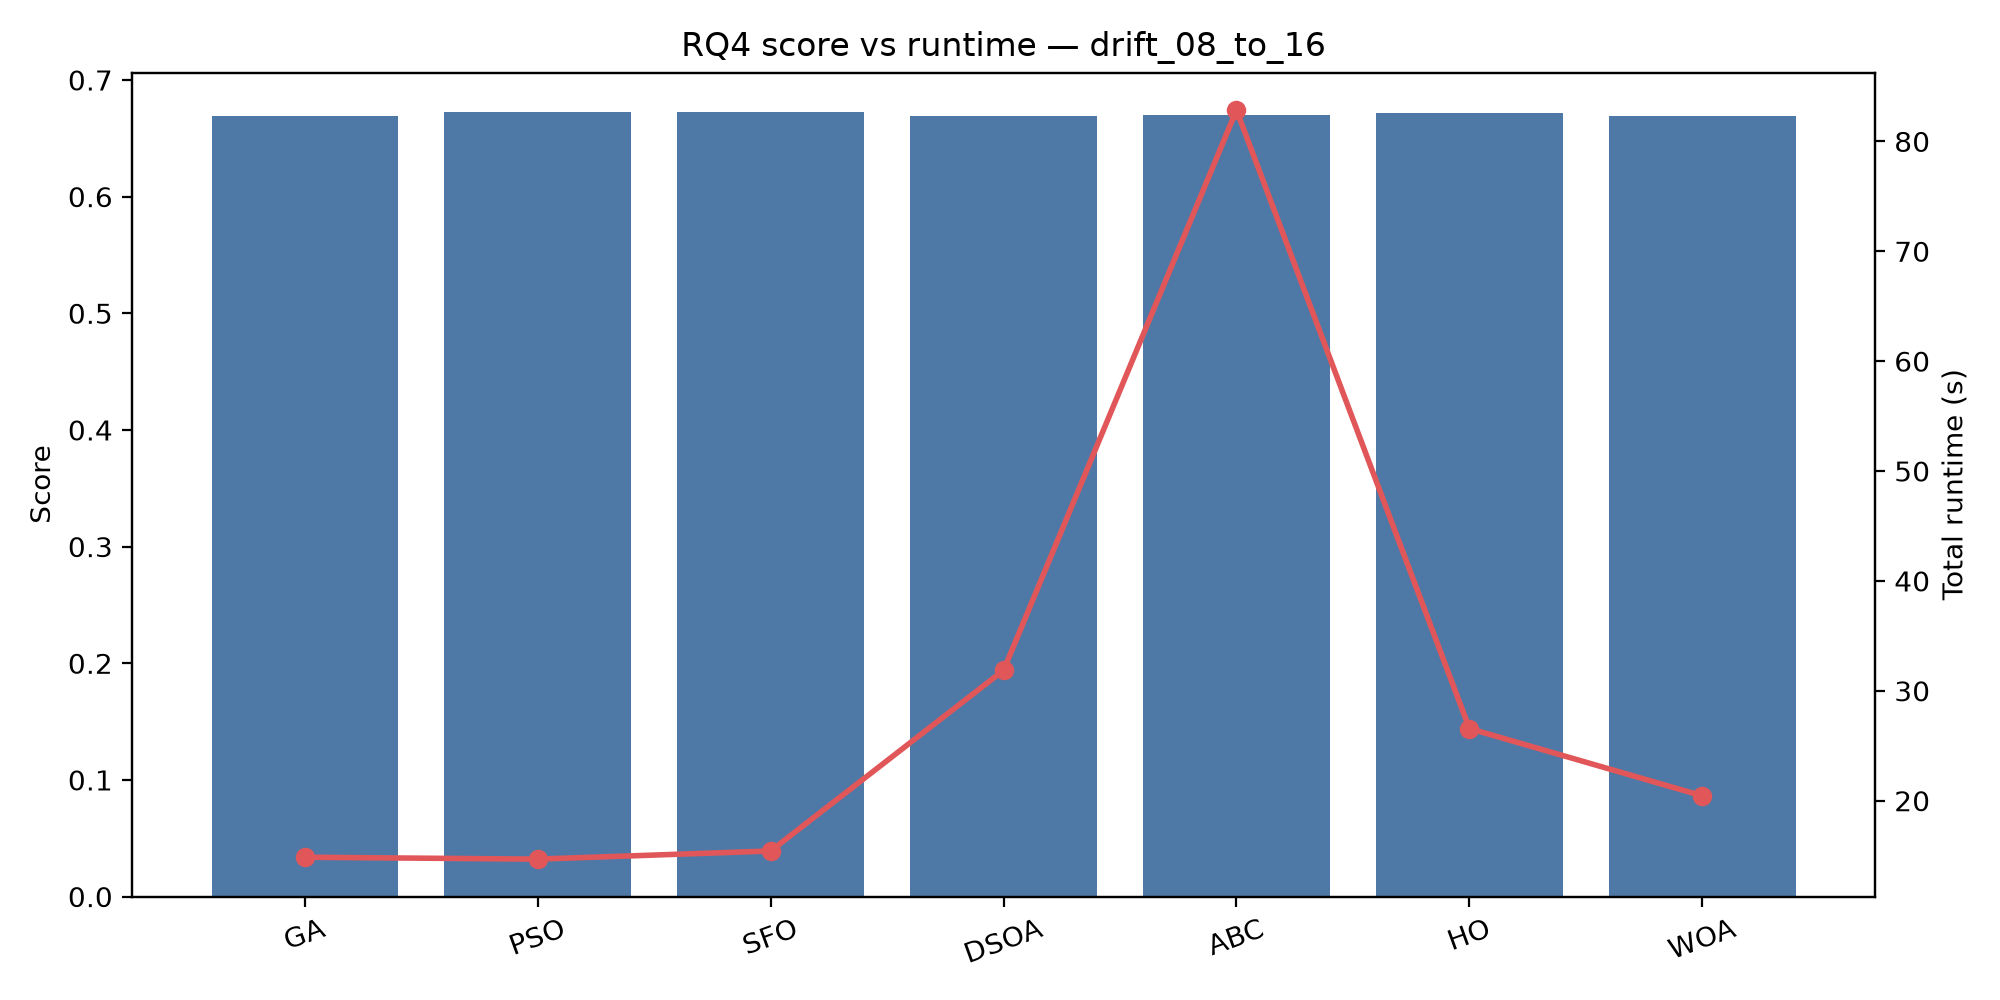 RQ4 score vs runtime — drift_08_to_16
Score
0.7
0.6
0.5
0.4
0.3
0.2
0.1
0.0
80
70
60
50
40
30
20
Total runtime (s)
GA
PSO
SFO
DSOA
ABC
HO
WOA